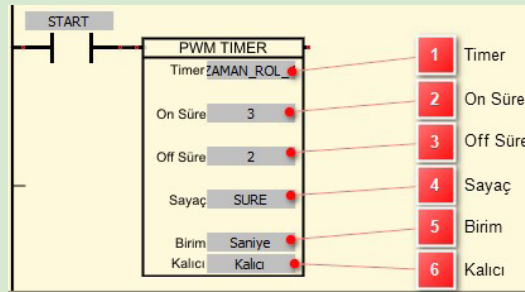 START
PWM TIMER
Timer ZAMAN_ROL_
On Süre 3
Off Süre 2
Sayaç SURE
Birim Saniye
Kalıcı Kalıcı
1 Timer
2 On Süre
3 Off Süre
4 Sayaç
5 Birim
6 Kalıcı